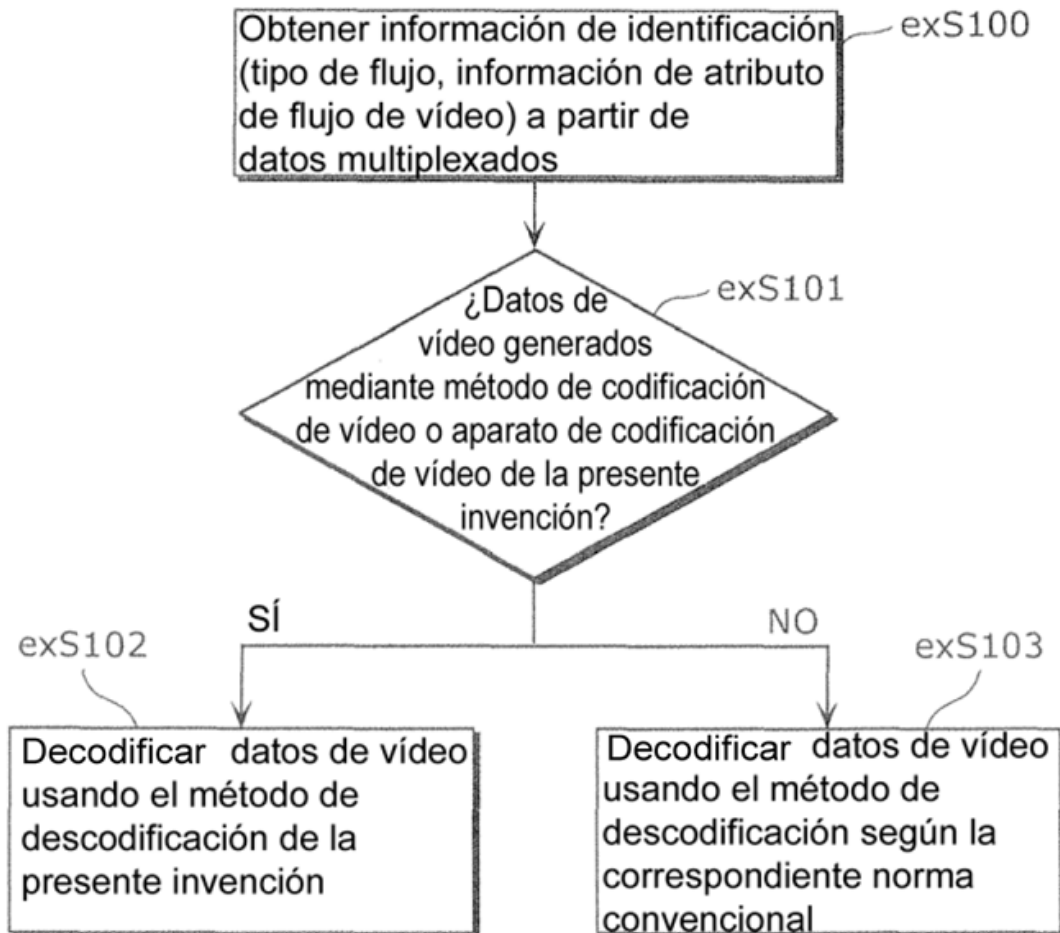 Obtener información de identificación
(tipo de flujo, información de atributo
de flujo de vídeo) a partir de
datos multiplexados
exS100
¿Datos de
vídeo generados
mediante método de codificación
de vídeo o aparato de codificación
de vídeo de la presente
invención?
exS101
SÍ
NO
exS102
exS103
Decodificar datos de vídeo
usando el método de
descodificación de la
presente invención
Decodificar datos de vídeo
usando el método de
descodificación según la
correspondiente norma
convencional